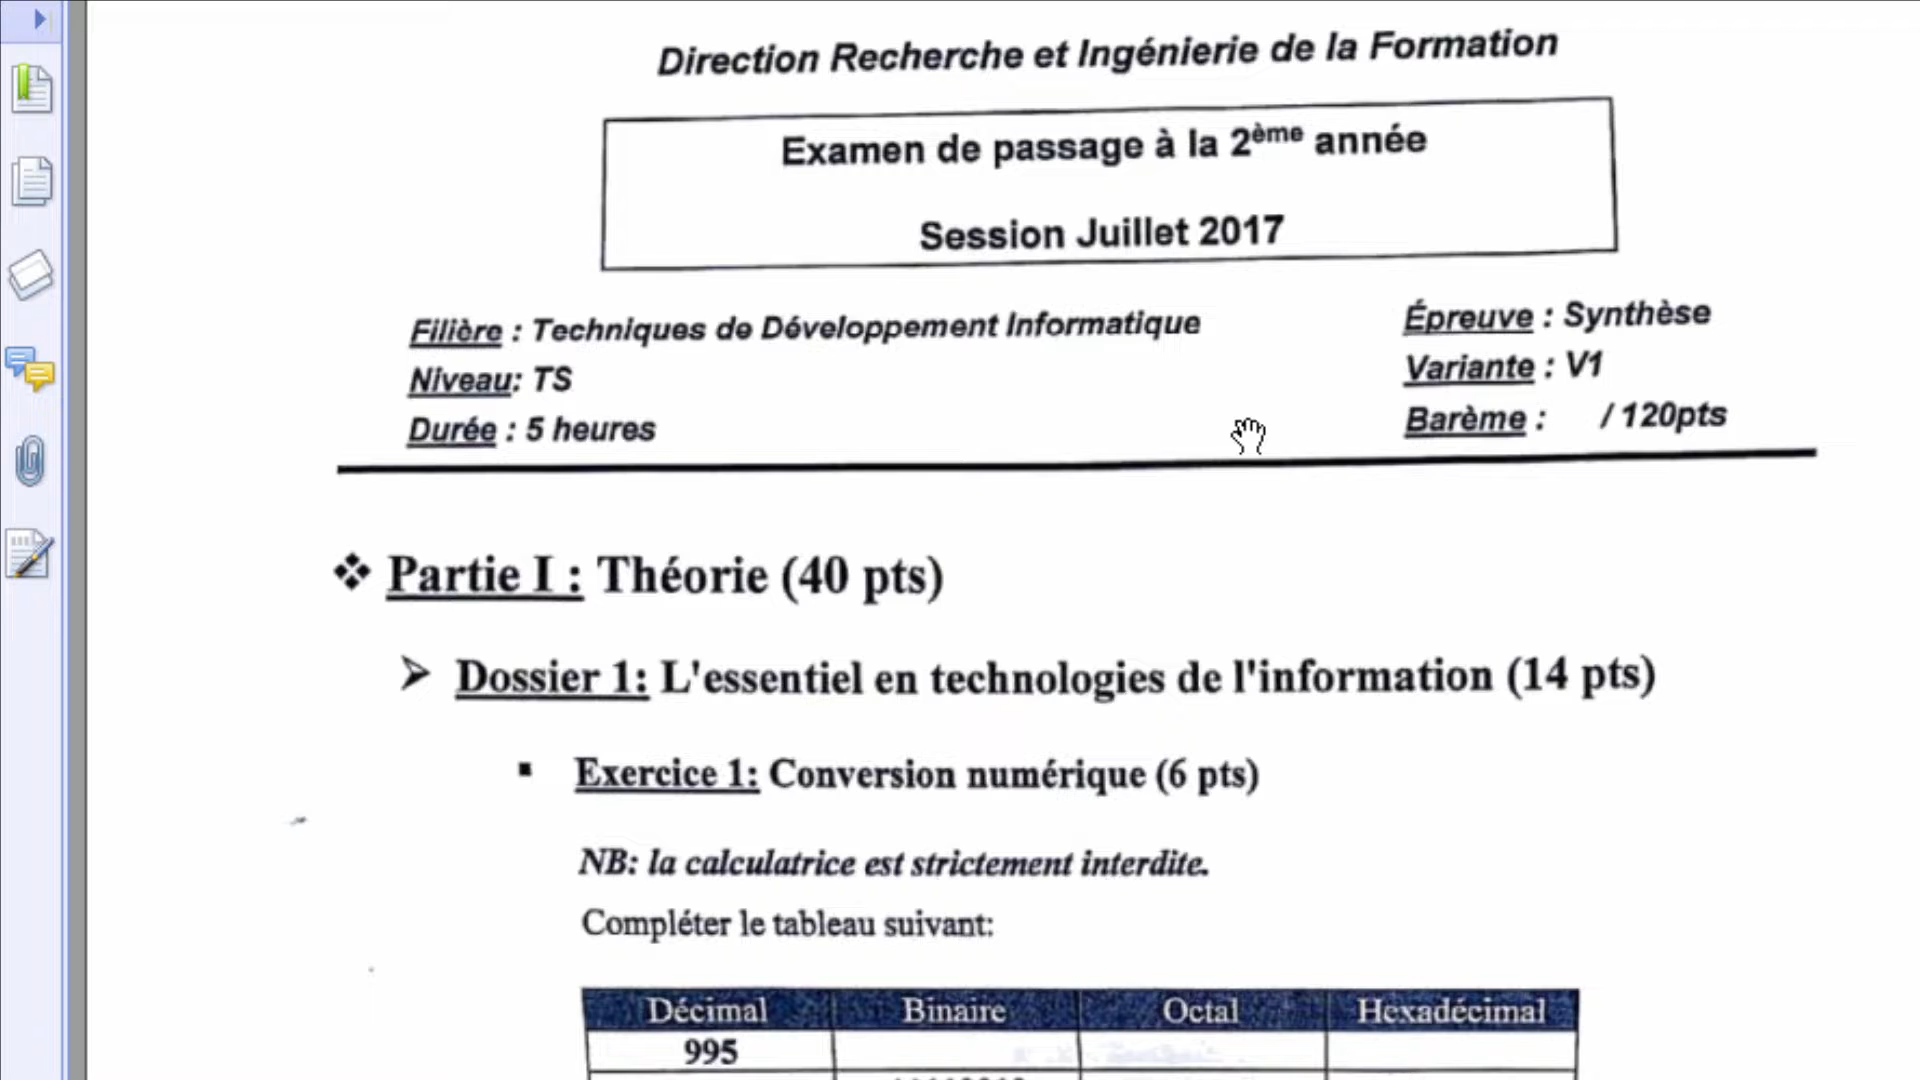 Direction Recherche et Ingénierie de la Formation
Examen de passage à la 2ème année
Session Juillet 2017
Filière : Techniques de Développement Informatique
Épreuve : Synthèse
Niveau: TS
Variante : V1
Durée : 5 heures
Barème : / 120pts
❖ Partie I : Théorie (40 pts)
➢ Dossier 1: L'essentiel en technologies de l'information (14 pts)
▪ Exercice 1: Conversion numérique (6 pts)
NB: la calculatrice est strictement interdite.
Compléter le tableau suivant:
Décimal Binaire Octal Hexadécimal
995